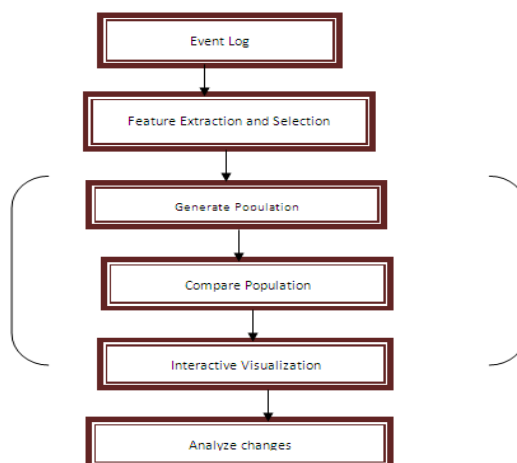 Event Log
Feature Extraction and Selection
Generate Population
Compare Population
Interactive Visualization
Analyze changes